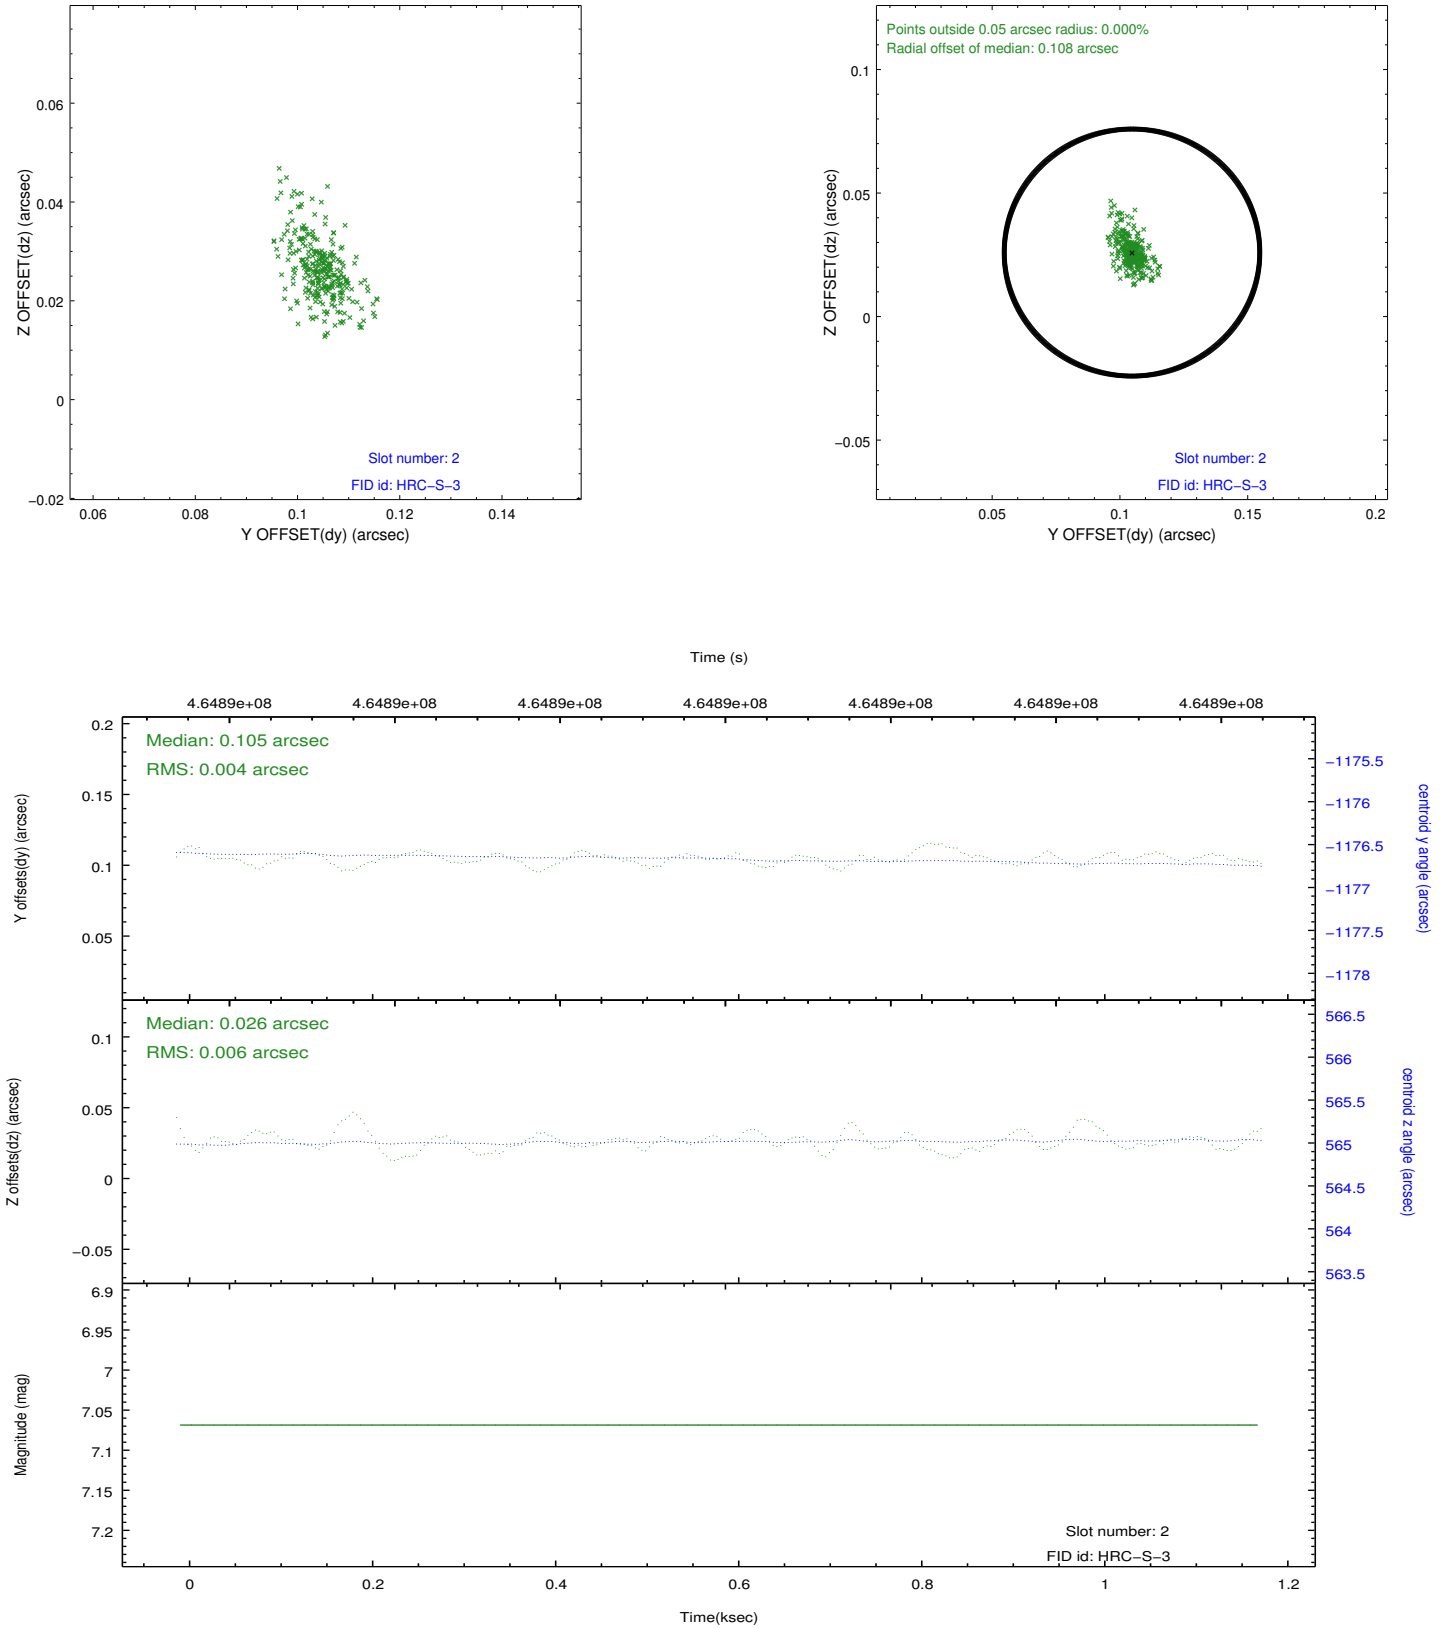 0.06
0.04
0.02
0
−0.02
Z OFFSET(dz) (arcsec)
Slot number: 2
FID id: HRC−S−3
0.06
0.08
0.1
0.12
0.14
Y OFFSET(dy) (arcsec)
Points outside 0.05 arcsec radius: 0.000%
Radial offset of median: 0.108 arcsec
0.1
0.05
0
−0.05
Z OFFSET(dz) (arcsec)
Slot number: 2
FID id: HRC−S−3
0.05
0.1
0.15
0.2
Y OFFSET(dy) (arcsec)
Time (s)
4.6489e+08
4.6489e+08
4.6489e+08
4.6489e+08
4.6489e+08
4.6489e+08
4.6489e+08
Median: 0.105 arcsec
RMS: 0.004 arcsec
0.2
0.15
0.1
0.05
Y offsets(dy) (arcsec)
−1175.5
−1176
−1176.5
−1177
−1177.5
−1178
centroid y angle (arcsec)
Median: 0.026 arcsec
RMS: 0.006 arcsec
0.1
0.05
0
−0.05
Z offsets(dz) (arcsec)
566.5
566
565.5
565
564.5
564
563.5
centroid z angle (arcsec)
6.9
6.95
7
7.05
7.1
7.15
7.2
Magnitude (mag)
Slot number: 2
FID id: HRC−S−3
0
0.2
0.4
0.6
0.8
1
1.2
Time(ksec)